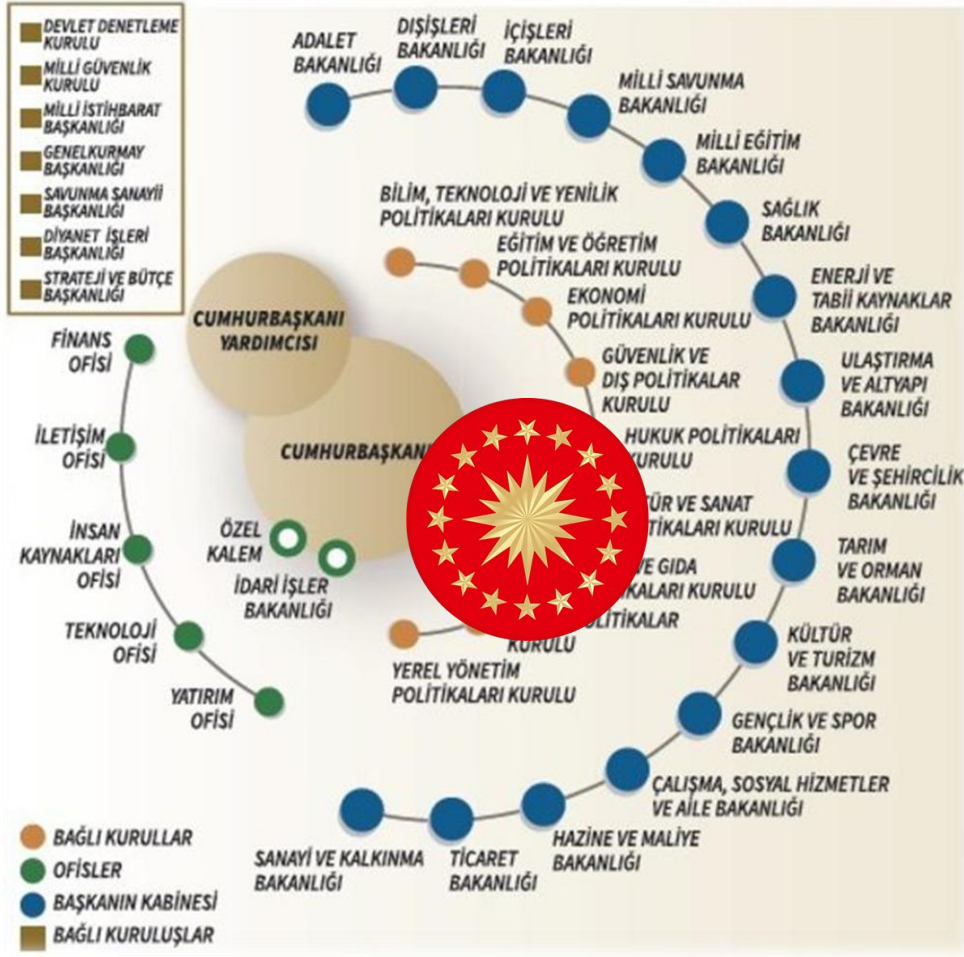 DEVLET DENETLEME
KURULU
MİLLİ GÜVENLİK
KURULU
MİLLİ İSTİHBARAT
BAŞKANLIĞI
GENELKURMAY
BAŞKANLIĞI
SAVUNMA SANAYİİ
BAŞKANLIĞI
DİYANET İŞLERİ
BAŞKANLIĞI
STRATEJİ VE BÜTÇE
BAŞKANLIĞI
ADALET
BAKANLIĞI
DIŞİŞLERİ
BAKANLIĞI
İÇİŞLERİ
BAKANLIĞI
MİLLİ SAVUNMA
BAKANLIĞI
MİLLİ EĞİTİM
BAKANLIĞI
SAĞLIK
BAKANLIĞI
ENERJİ VE
TABİİ KAYNAKLAR
BAKANLIĞI
ULAŞTIRMA
VE ALTYAPI
BAKANLIĞI
ÇEVRE
VE ŞEHİRCİLİK
BAKANLIĞI
TARIM
VE ORMAN
BAKANLIĞI
KÜLTÜR
VE TURİZM
BAKANLIĞI
GENÇLİK VE SPOR
BAKANLIĞI
ÇALIŞMA, SOSYAL HİZMETLER
VE AİLE BAKANLIĞI
HAZİNE VE MALİYE
BAKANLIĞI
TİCARET
BAKANLIĞI
SANAYİ VE KALKINMA
BAKANLIĞI
BİLİM, TEKNOLOJİ VE YENİLİK
POLİTİKALARI KURULU
EĞİTİM VE ÖĞRETİM
POLİTİKALARI KURULU
EKONOMİ
POLİTİKALARI KURULU
GÜVENLİK VE
DIŞ POLİTİKALAR
KURULU
HUKUK POLİTİKALARI
KURULU
VE SANAT
KURULU
VE GIDA
KURULU
KURULU
YEREL YÖNETİM
POLİTİKALARI KURULU
CUMHURBAŞKANI
YARDIMCISI
CUMHURBAŞKANI
ÖZEL
KALEM
İDARİ İŞLER
BAKANLIĞI
FİNANS
OFİSİ
İLETİŞİM
OFİSİ
İNSAN
KAYNAKLARI
OFİSİ
TEKNOLOJİ
OFİSİ
YATIRIM
OFİSİ
BAĞLI KURULLAR
OFİSLER
BAŞKANIN KABİNESİ
BAĞLI KURULUŞLAR